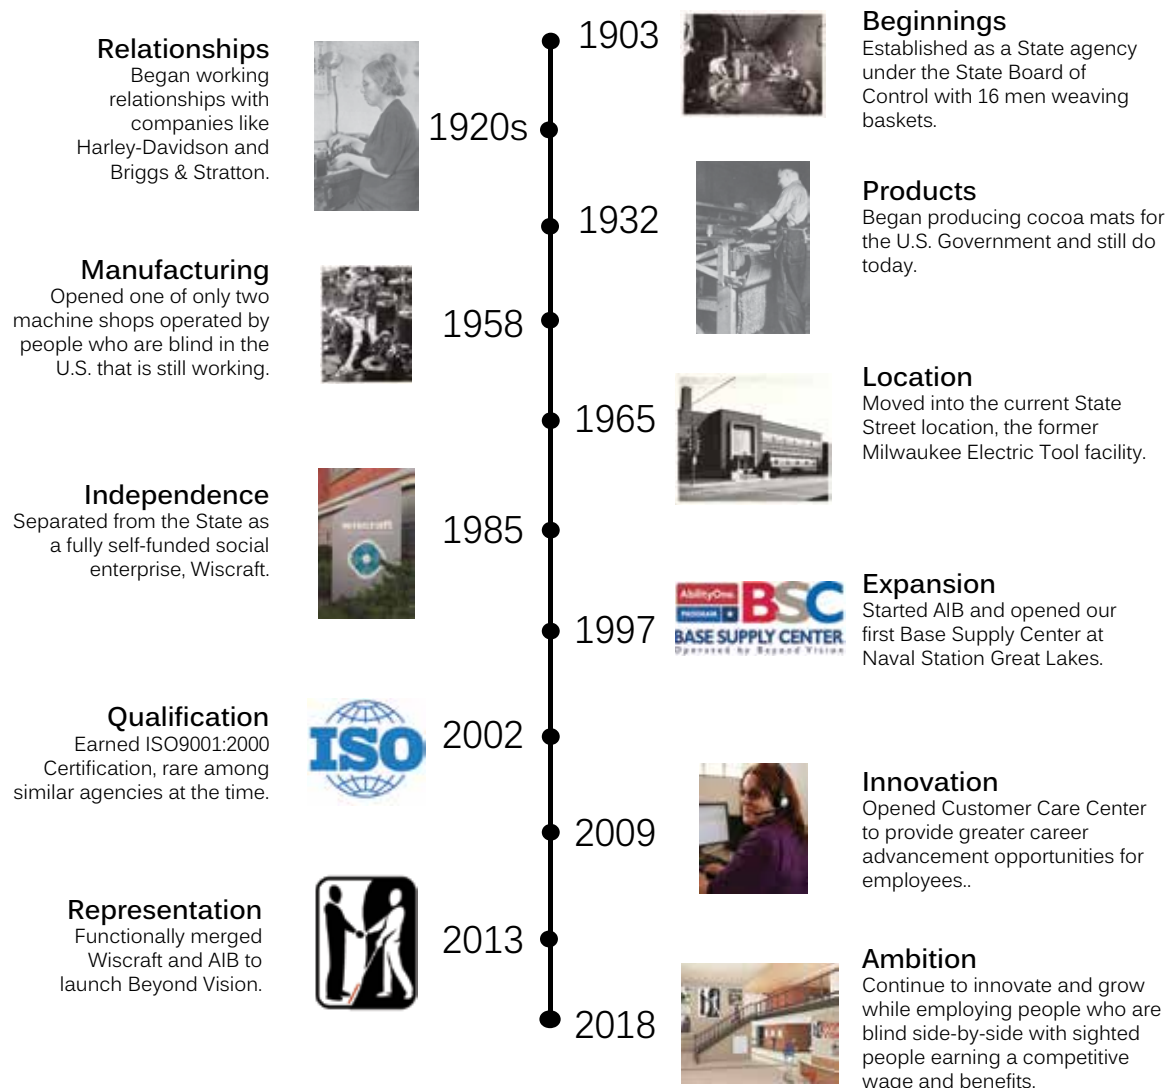 1903
Beginnings
Established as a State agency
under the State Board of
Control with 16 men weaving
baskets.
Relationships
Began working
relationships with
companies like
Harley-Davidson and
Briggs & Stratton.
1920s
1932
Products
Began producing cocoa mats for
the U.S. Government and still do
today.
Manufacturing
Opened one of only two
machine shops operated by
people who are blind in the
U.S. that is still working.
1958
1965
Location
Moved into the current State
Street location, the former
Milwaukee Electric Tool facility.
Independence
Separated from the State as
a fully self-funded social
enterprise, Wiscraft.
wiscraft
1985
1997
AbilityOne
PROGRAM
BSC
BASE SUPPLY CENTER
Operated by Beyond Vision
Expansion
Started AIB and opened our
first Base Supply Center at
Naval Station Great Lakes.
Qualification
Earned ISO9001:2000
Certification, rare among
similar agencies at the time.
ISO
2002
2009
Innovation
Opened Customer Care Center
to provide greater career
advancement opportunities for
employees..
Representation
Functionally merged
Wiscraft and AIB to
launch Beyond Vision.
2013
2018
Ambition
Continue to innovate and grow
while employing people who are
blind side-by-side with sighted
people earning a competitive
wage and benefits.